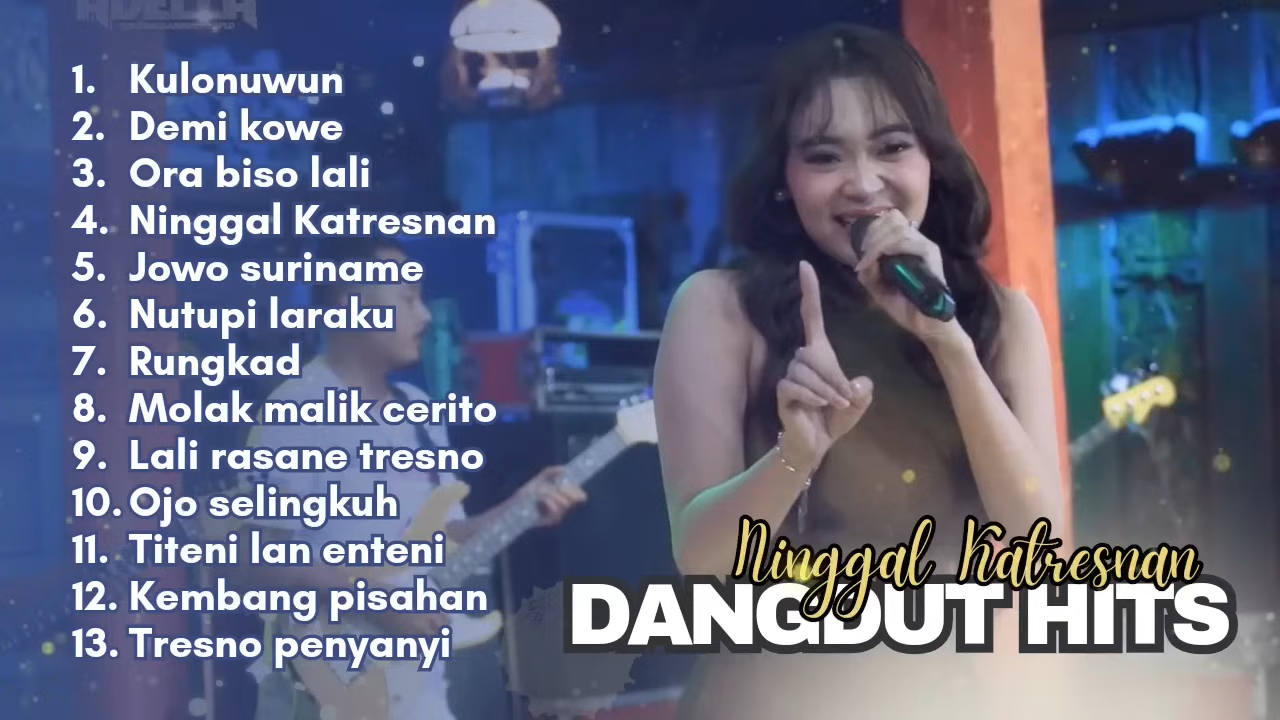 ADELLA
1. Kulonuwun
2. Demi kowe
3. Ora biso lali
4. Ninggal Katresnan
5. Jowo suriname
6. Nutupi laraku
7. Rungkad
8. Molak malik cerito
9. Lali rasane tresno
10. Ojo selingkuh
11. Titeni lan enteni
12. Kembang pisahan
13. Tresno penyanyi
Ninggal Katresnan
DANGDUT HITS